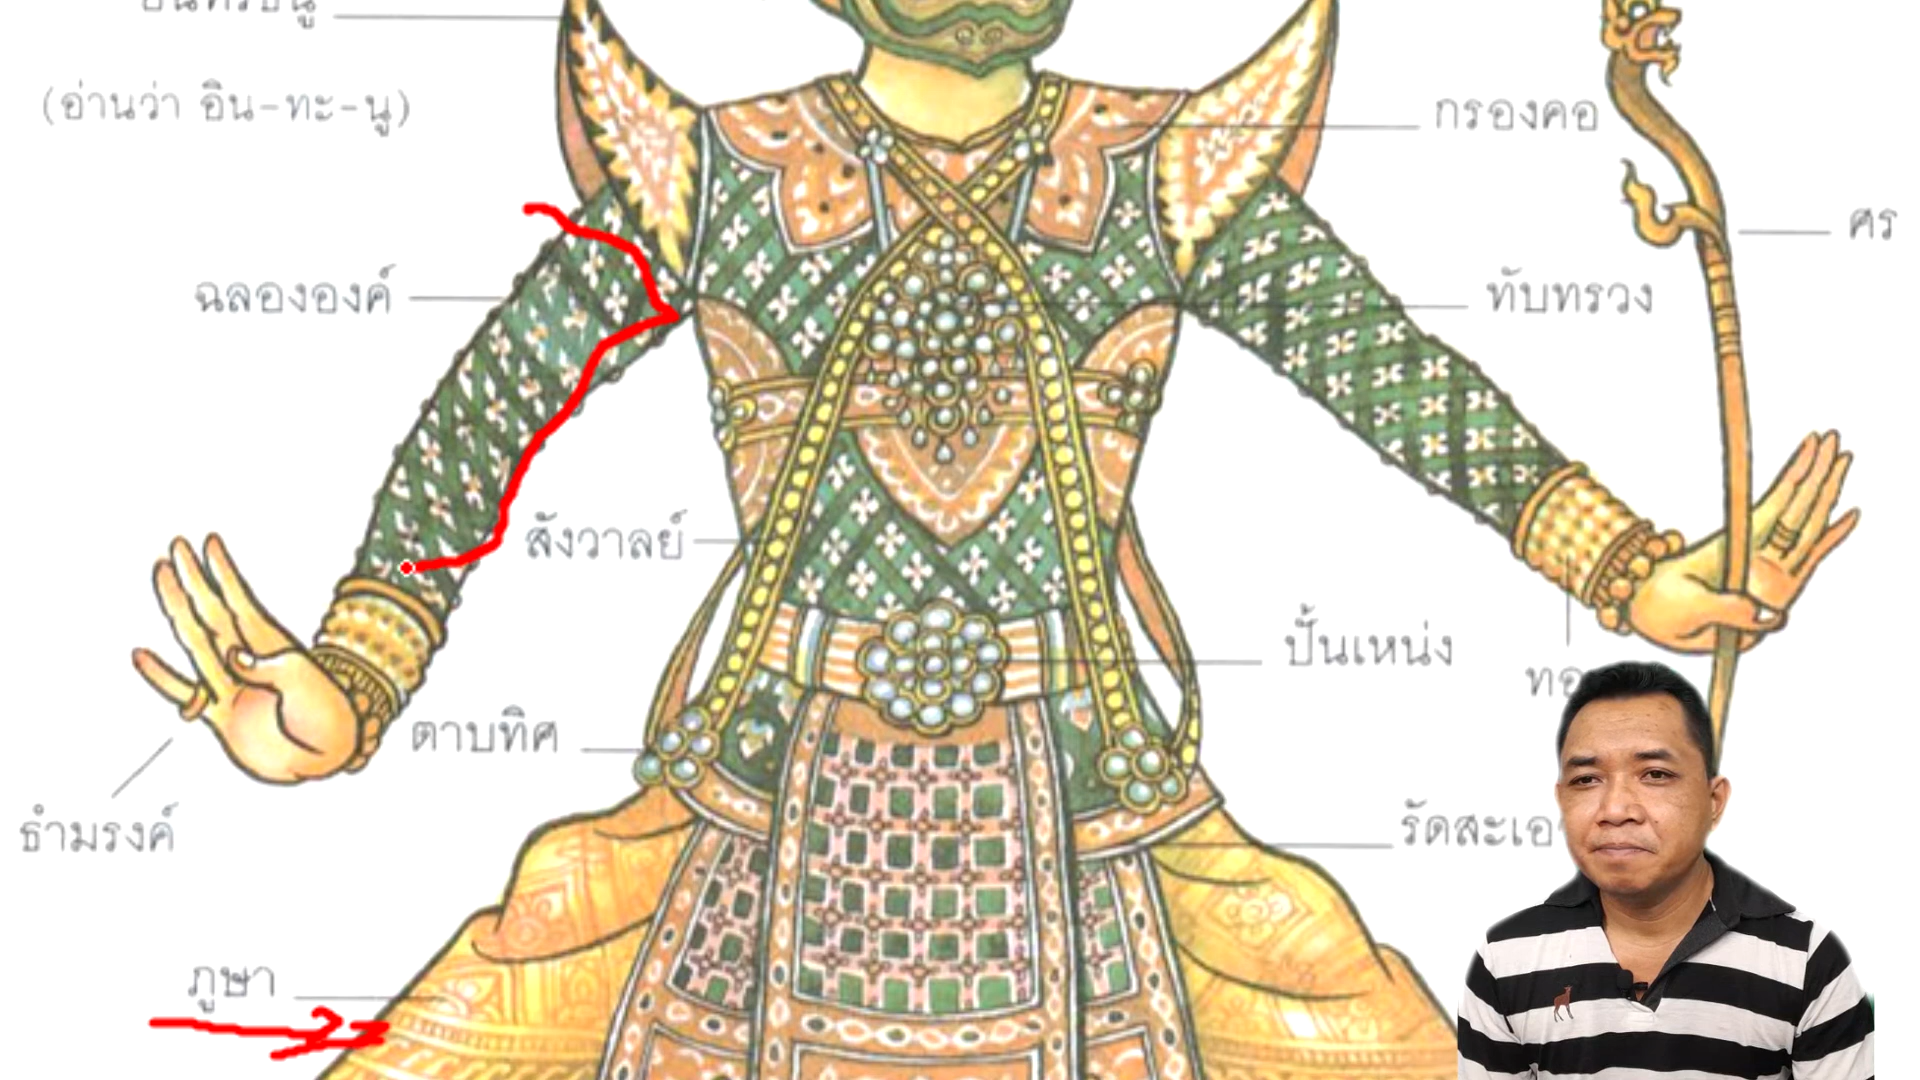 (อ่านว่า อิน-ทะ-นู)
กรองคอ
ศร
ฉลององค์
ทับทรวง
สังวาลย์
ปั้นเหน่ง
ตาบทิศ
ธำมรงค์
ภูษา